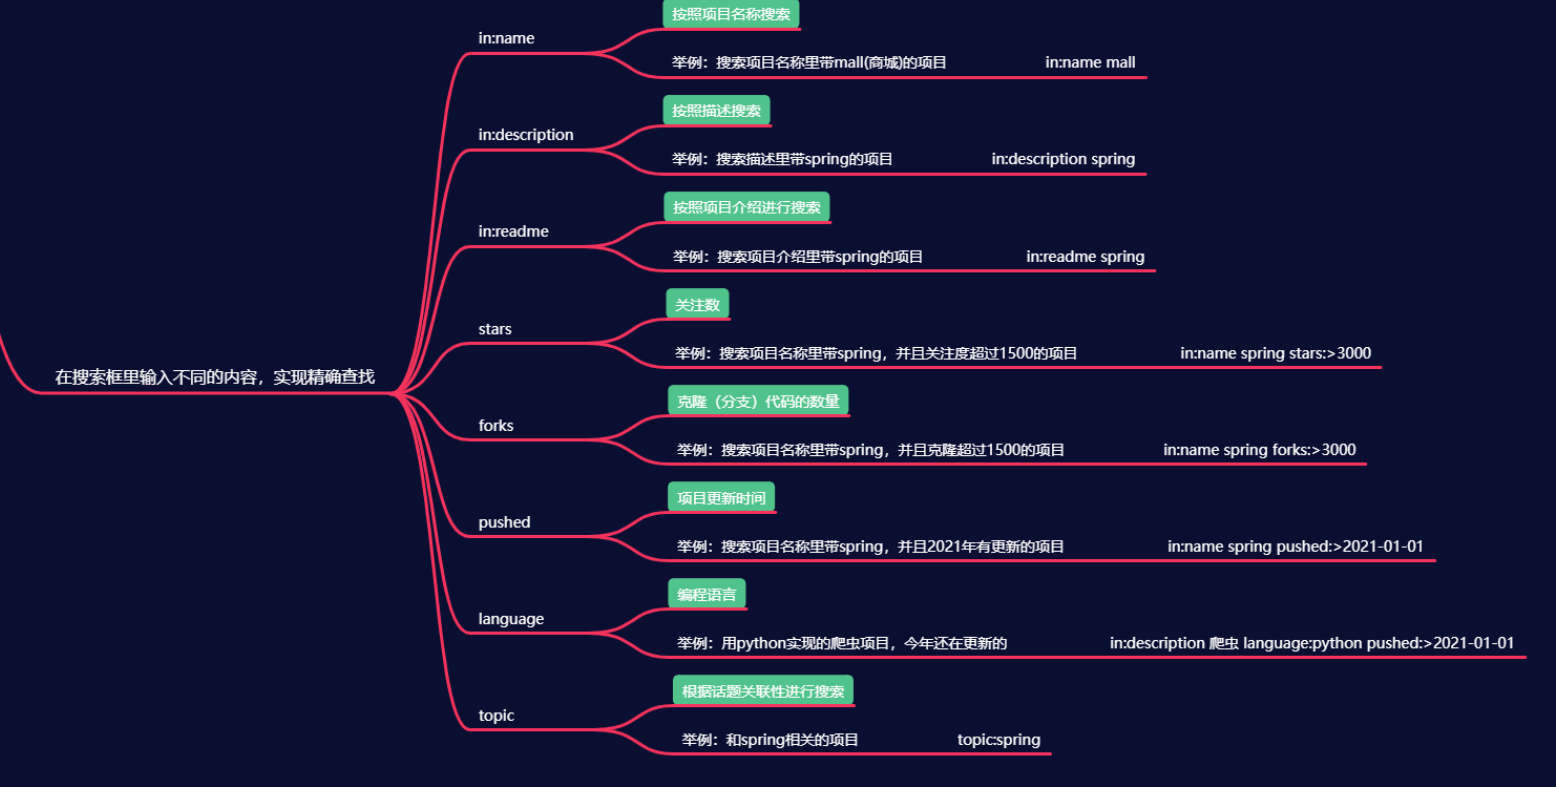 在搜索框里输入不同的内容，实现精确查找
in:name
按照项目名称搜索
举例：搜索项目名称里带mall(商城)的项目 in:name mall
in:description
按照描述搜索
举例：搜索描述里带spring的项目 in:description spring
in:readme
按照项目介绍进行搜索
举例：搜索项目介绍里带spring的项目 in:readme spring
stars
关注数
举例：搜索项目名称里带spring，并且关注度超过1500的项目 in:name spring stars:>3000
forks
克隆（分支）代码的数量
举例：搜索项目名称里带spring，并且克隆超过1500的项目 in:name spring forks:>3000
pushed
项目更新时间
举例：搜索项目名称里带spring，并且2021年有更新的项目 in:name spring pushed:>2021-01-01
language
编程语言
举例：用python实现的爬虫项目，今年还在更新的 in:description 爬虫 language:python pushed:>2021-01-01
topic
根据话题关联性进行搜索
举例：和spring相关的项目 topic:spring